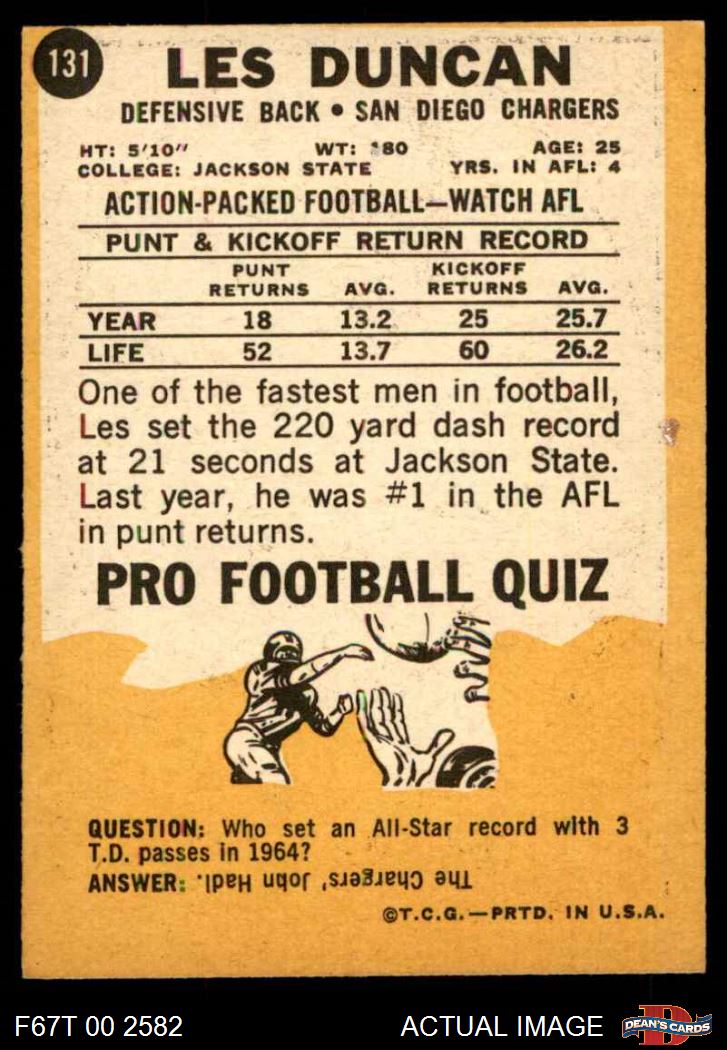 131
LES DUNCAN
DEFENSIVE BACK • SAN DIEGO CHARGERS
HT: 5'10" WT: 180 AGE: 25
COLLEGE: JACKSON STATE YRS. IN AFL: 4
ACTION-PACKED FOOTBALL—WATCH AFL
PUNT & KICKOFF RETURN RECORD
PUNT RETURNS AVG. KICKOFF RETURNS AVG.
YEAR 18 13.2 25 25.7
LIFE 52 13.7 60 26.2
One of the fastest men in football,
Les set the 220 yard dash record
at 21 seconds at Jackson State.
Last year, he was #1 in the AFL
in punt returns.
PRO FOOTBALL QUIZ
QUESTION: Who set an All-Star record with 3
T.D. passes in 1964?
ANSWER: The Chargers' John Hadl.
©T.C.G.—PRTD. IN U.S.A.
F67T 00 2582 ACTUAL IMAGE
DEAN'S CARDS